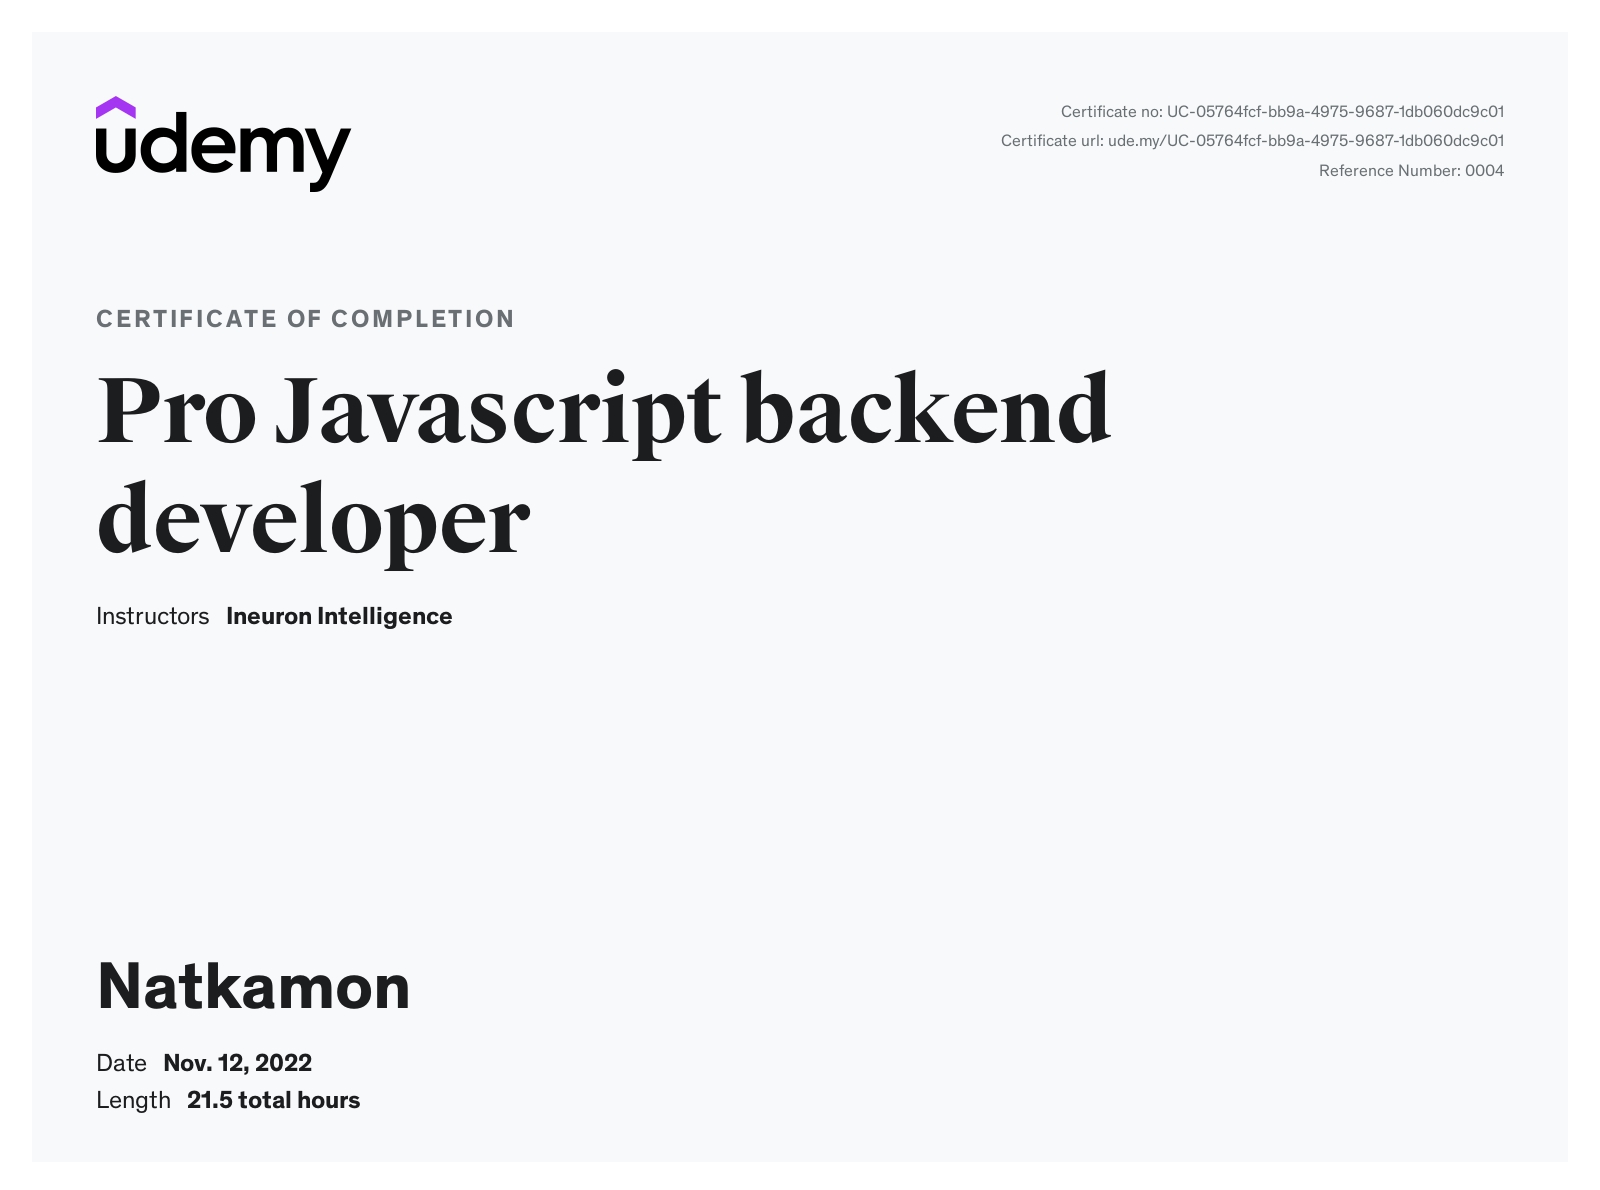 udemy
Certificate no: UC-05764fcf-bb9a-4975-9687-1db060dc9c01
Certificate url: ude.my/UC-05764fcf-bb9a-4975-9687-1db060dc9c01
Reference Number: 0004
CERTIFICATE OF COMPLETION
Pro Javascript backend
developer
Instructors Ineuron Intelligence
Natkamon
Date Nov. 12, 2022
Length 21.5 total hours